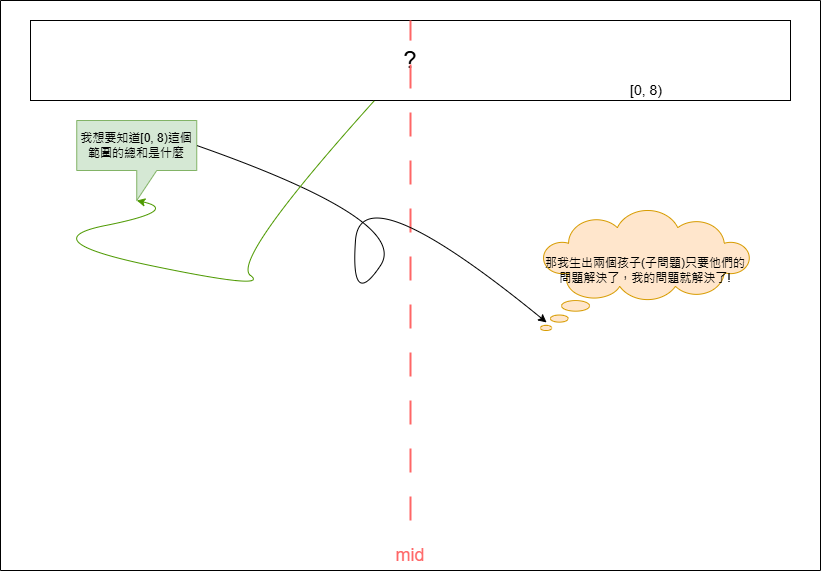 ?
[0, 8)
我想要知道[0, 8)這個
範圍的總和是什麼
那我生出兩個孩子(子問題)只要他們的
問題解決了，我的問題就解決了!
mid